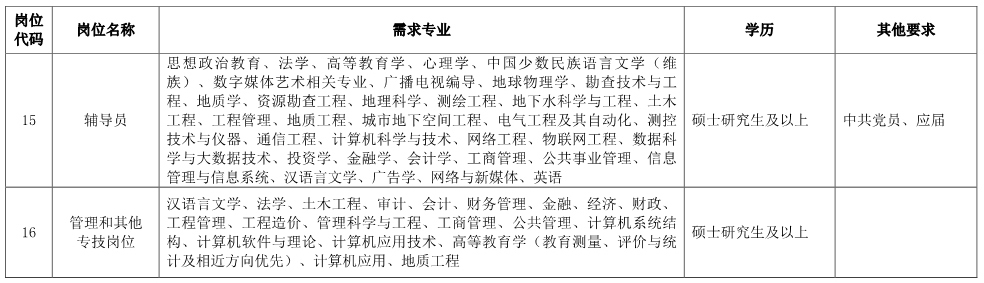 岗位代码 岗位名称 需求专业 学历 其他要求
思想政治教育、法学、高等教育学、心理学、中国少数民族语言文学（维
族）、数字媒体艺术相关专业、广播电视编导、地球物理学、勘查技术与工
程、地质学、资源勘查工程、地理科学、测绘工程、地下水科学与工程、土木
15 辅导员 工程、工程管理、地质工程、城市地下空间工程、电气工程及其自动化、测控 硕士研究生及以上 中共党员、应届
技术与仪器、通信工程、计算机科学与技术、网络工程、物联网工程、数据科
学与大数据技术、投资学、金融学、会计学、工商管理、公共事业管理、信息
管理与信息系统、汉语言文学、广告学、网络与新媒体、英语
汉语言文学、法学、土木工程、审计、会计、财务管理、金融、经济、财政、
16 管理和其他专技岗位 工程管理、工程造价、管理科学与工程、工商管理、公共管理、计算机系统结 硕士研究生及以上
构、计算机软件与理论、计算机应用技术、高等教育学（教育测量、评价与统
计及相近方向优先）、计算机应用、地质工程